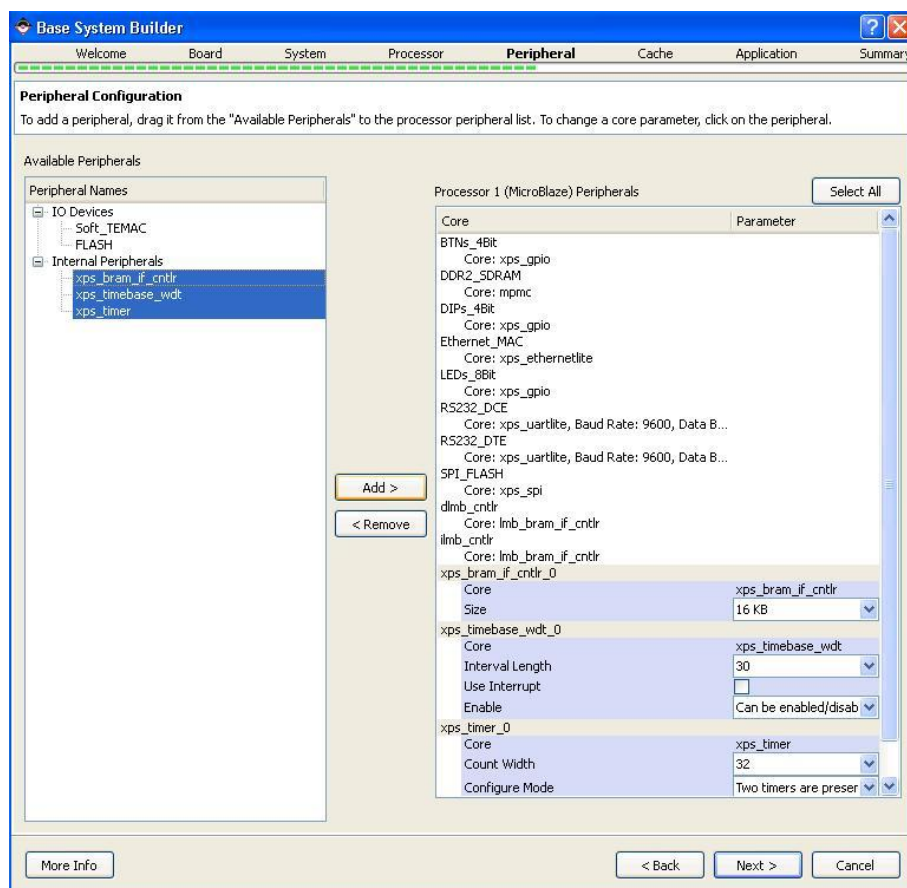 Base System Builder
Welcome Board System Processor Peripheral Cache Application Summary
Peripheral Configuration
To add a peripheral, drag it from the "Available Peripherals" to the processor peripheral list. To change a core parameter, click on the peripheral.
Available Peripherals
Peripheral Names
IO Devices
Soft_TEMAC
FLASH
Internal Peripherals
xps_bram_if_cntlr
xps_timebase_wdt
xps_timer
Add >
< Remove
Processor 1 (MicroBlaze) Peripherals
Select All
Core Parameter
BTNs_4Bit
Core: xps_gpio
DDR2_SDRAM
Core: mpmc
DIPs_4Bit
Core: xps_gpio
Ethernet_MAC
Core: xps_ethernetlite
LEDs_8Bit
Core: xps_gpio
RS232_DCE
Core: xps_uartlite, Baud Rate: 9600, Data B...
RS232_DTE
Core: xps_uartlite, Baud Rate: 9600, Data B...
SPI_FLASH
Core: xps_spi
dlmb_cntlr
Core: lmb_bram_if_cntlr
ilmb_cntlr
Core: lmb_bram_if_cntlr
xps_bram_if_cntlr_0
Core xps_bram_if_cntlr
Size 16 KB
xps_timebase_wdt_0
Core xps_timebase_wdt
Interval Length 30
Use Interrupt
Enable Can be enabled/disab
xps_timer_0
Core xps_timer
Count Width 32
Configure Mode Two timers are preser
More Info
< Back
Next >
Cancel